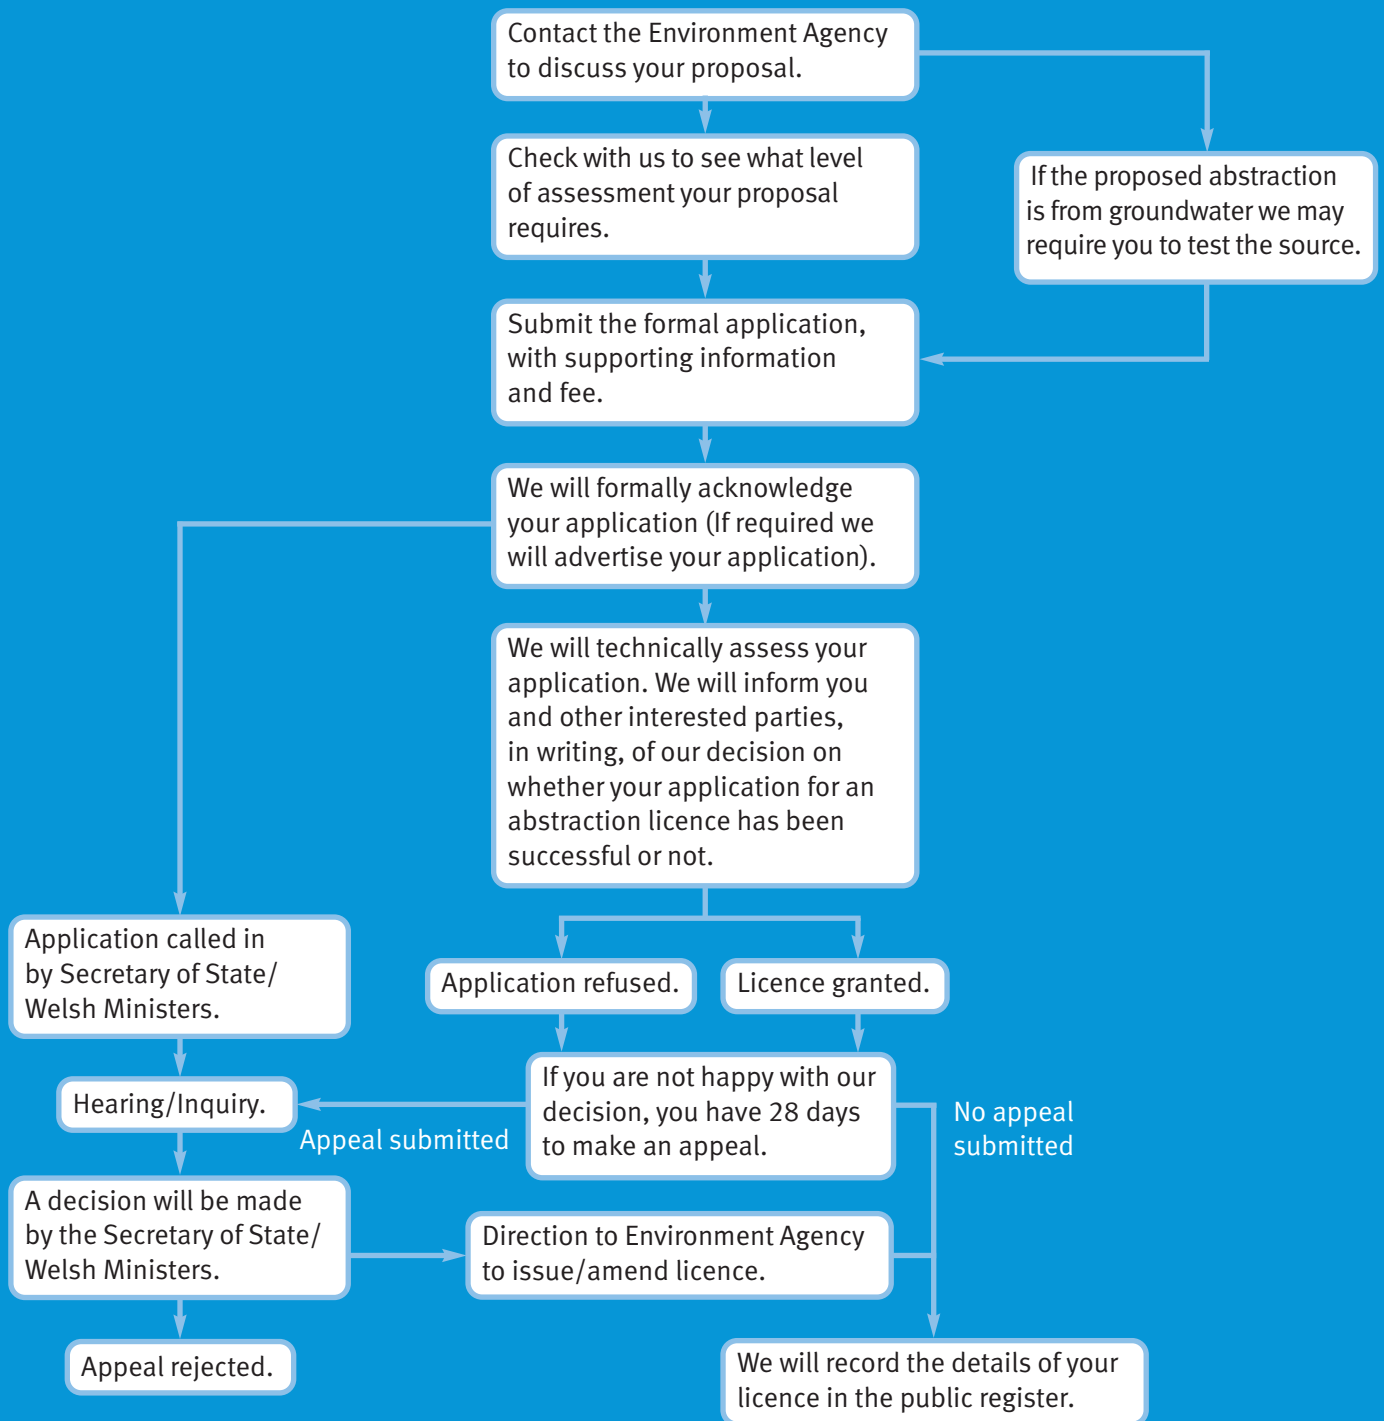 Contact the Environment Agency
to discuss your proposal.
Check with us to see what level
of assessment your proposal
requires.
If the proposed abstraction
is from groundwater we may
require you to test the source.
Submit the formal application,
with supporting information
and fee.
We will formally acknowledge
your application (If required we
will advertise your application).
We will technically assess your
application. We will inform you
and other interested parties,
in writing, of our decision on
whether your application for an
abstraction licence has been
successful or not.
Application called in
by Secretary of State/
Welsh Ministers.
Application refused.
Licence granted.
Hearing/Inquiry.
Appeal submitted
If you are not happy with our
decision, you have 28 days
to make an appeal.
No appeal
submitted
A decision will be made
by the Secretary of State/
Welsh Ministers.
Direction to Environment Agency
to issue/amend licence.
Appeal rejected.
We will record the details of your
licence in the public register.